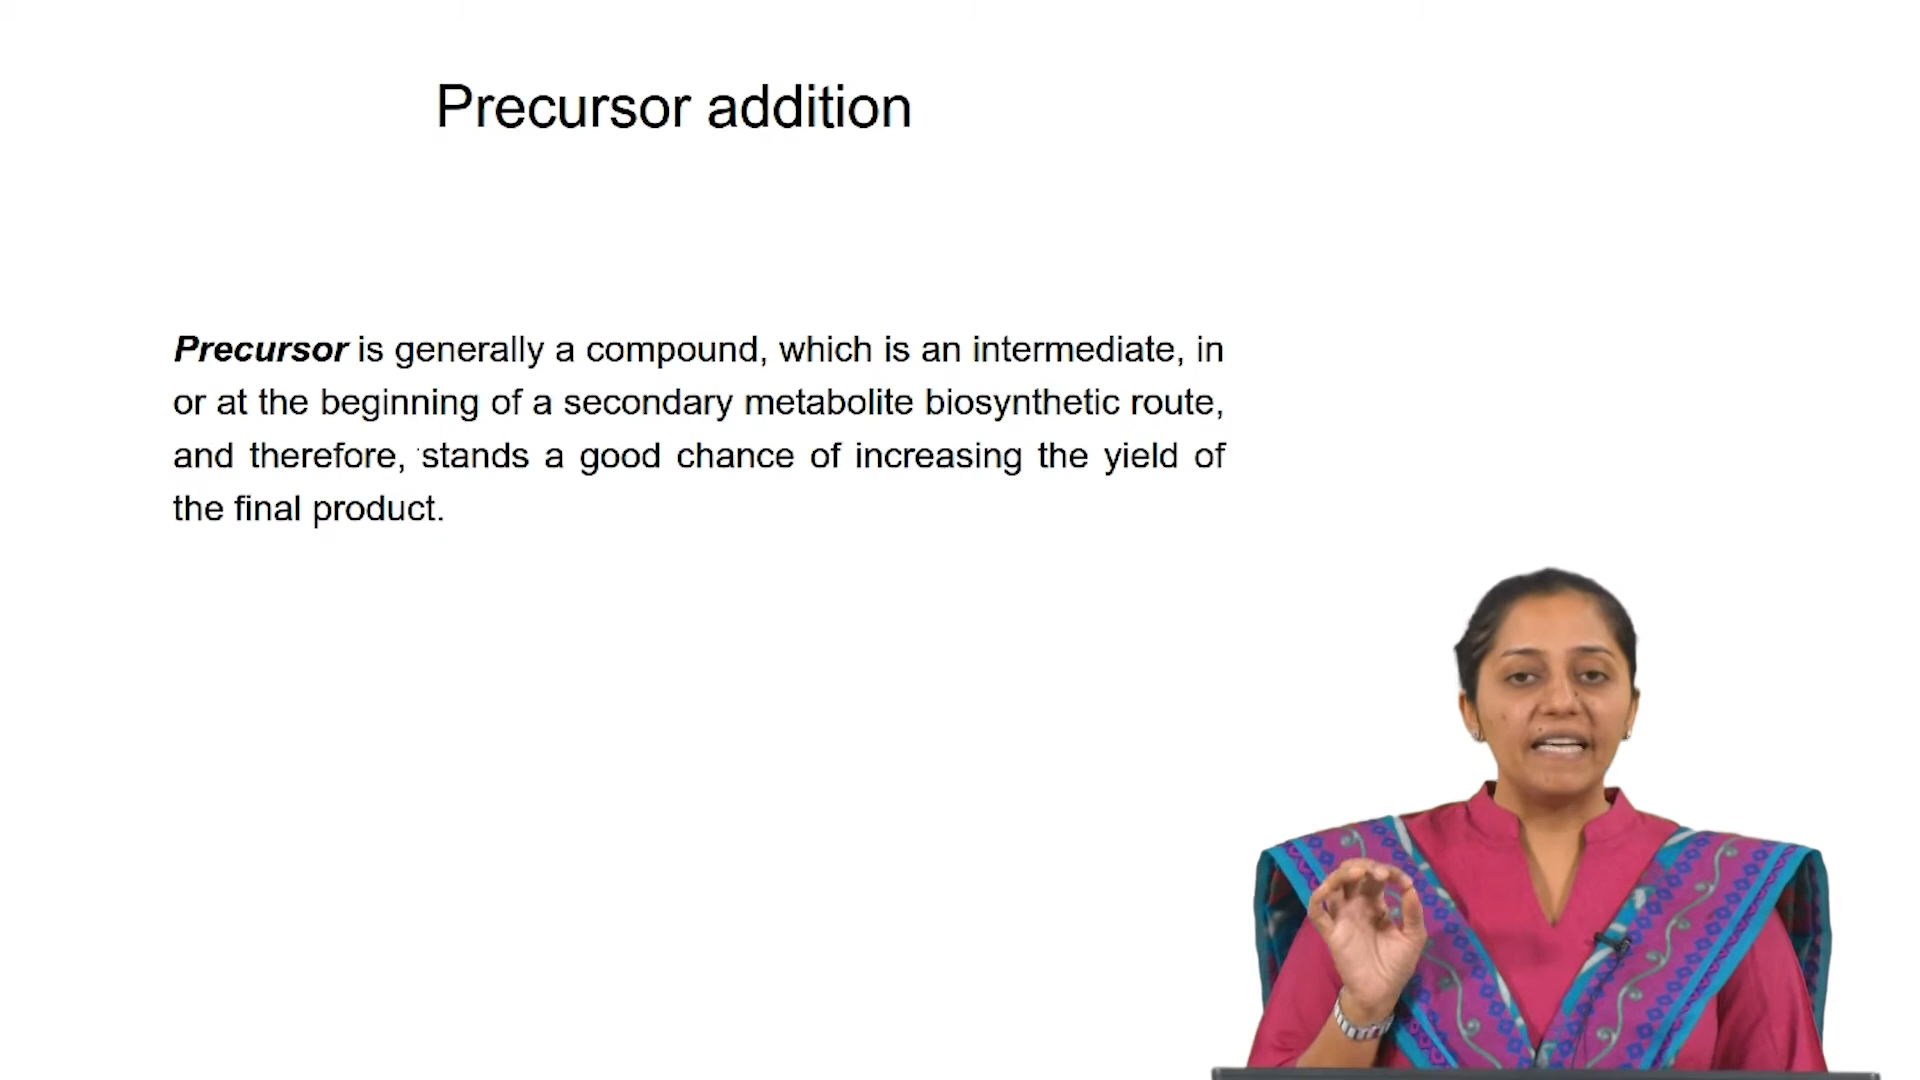 Precursor addition
Precursor is generally a compound, which is an intermediate, in
or at the beginning of a secondary metabolite biosynthetic route,
and therefore, stands a good chance of increasing the yield of
the final product.